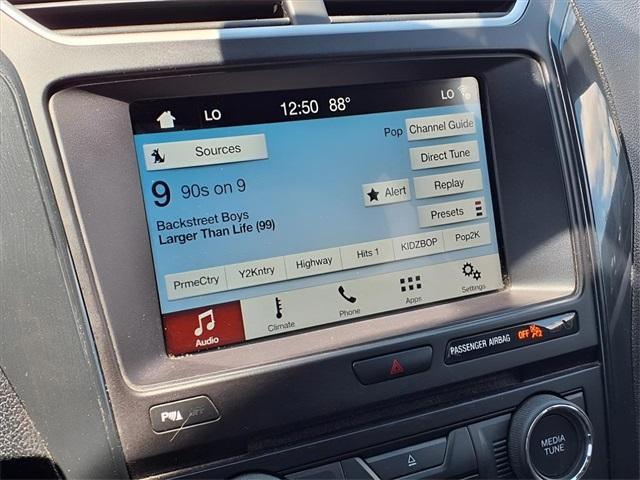 LO 12:50 88° LO
Sources
Pop Channel Guide
Direct Tune
9 90s on 9
Alert Replay
Backstreet Boys
Larger Than Life (99)
Presets
PrmeCtry Y2Kntry Highway Hits 1 KIDZBOP Pop2K
Audio Climate Phone Apps Settings
PASSENGER AIRBAG OFF
P OFF
MEDIA
TUNE